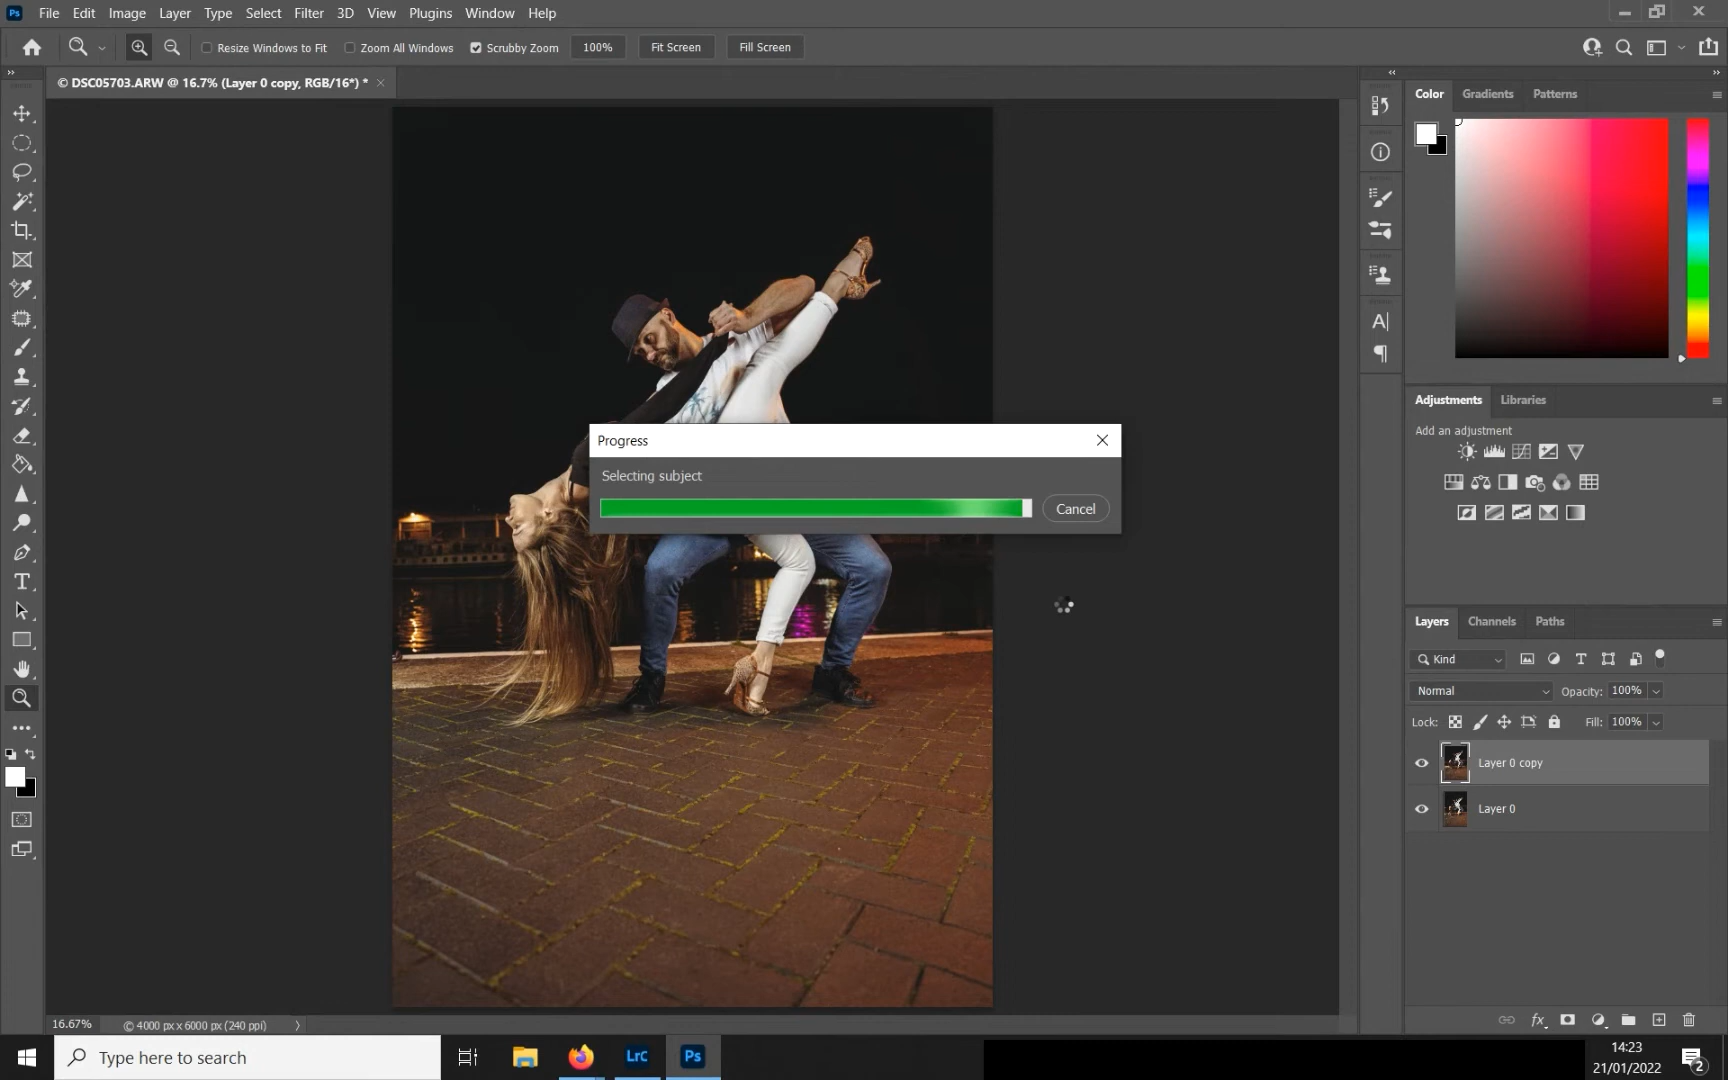 Ps File Edit Image Layer Type Select Filter 3D View Plugins Window Help
Resize Windows to Fit Zoom All Windows Scrubby Zoom 100% Fit Screen Fill Screen
© DSC05703.ARW @ 16.7% (Layer 0 copy, RGB/16*) * ×
Color Gradients Patterns
Adjustments Libraries
Add an adjustment
Progress
Selecting subject
Cancel
Layers Channels Paths
Kind
Normal Opacity: 100%
Lock: Fill: 100%
Layer 0 copy
Layer 0
16.67% © 4000 px x 6000 px (240 ppi)
Type here to search
LrC Ps
14:23
21/01/2022
2